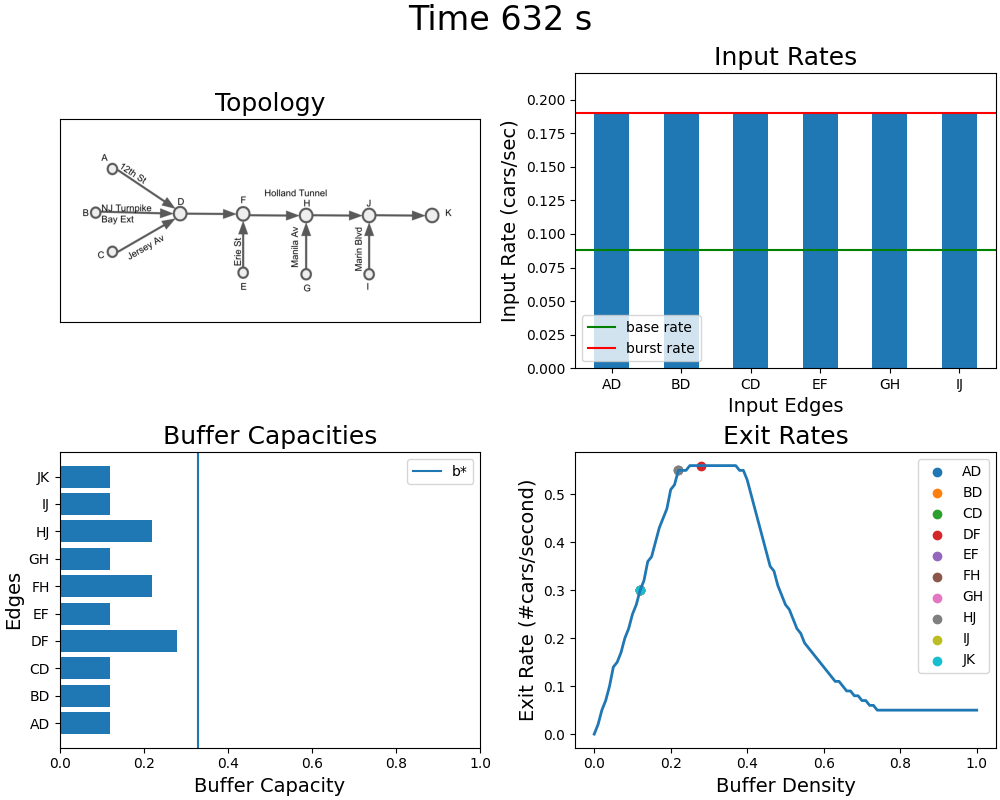 Time 632 s
Topology
A
12th St
B
NJ Turnpike
Bay Ext
C
Jersey Av
D
F
Holland Tunnel
H
J
K
Erie St
Manila Av
Marin Blvd
E
G
I
Input Rates
Input Rate (cars/sec)
0.200
0.175
0.150
0.125
0.100
0.075
0.050
0.025
0.000
base rate
burst rate
AD BD CD EF GH IJ
Input Edges
Buffer Capacities
Edges
JK
IJ
HJ
GH
FH
EF
DF
CD
BD
AD
b*
0.0 0.2 0.4 0.6 0.8 1.0
Buffer Capacity
Exit Rates
Exit Rate (#cars/second)
0.5
0.4
0.3
0.2
0.1
0.0
AD
BD
CD
DF
EF
FH
GH
HJ
IJ
JK
0.0 0.2 0.4 0.6 0.8 1.0
Buffer Density